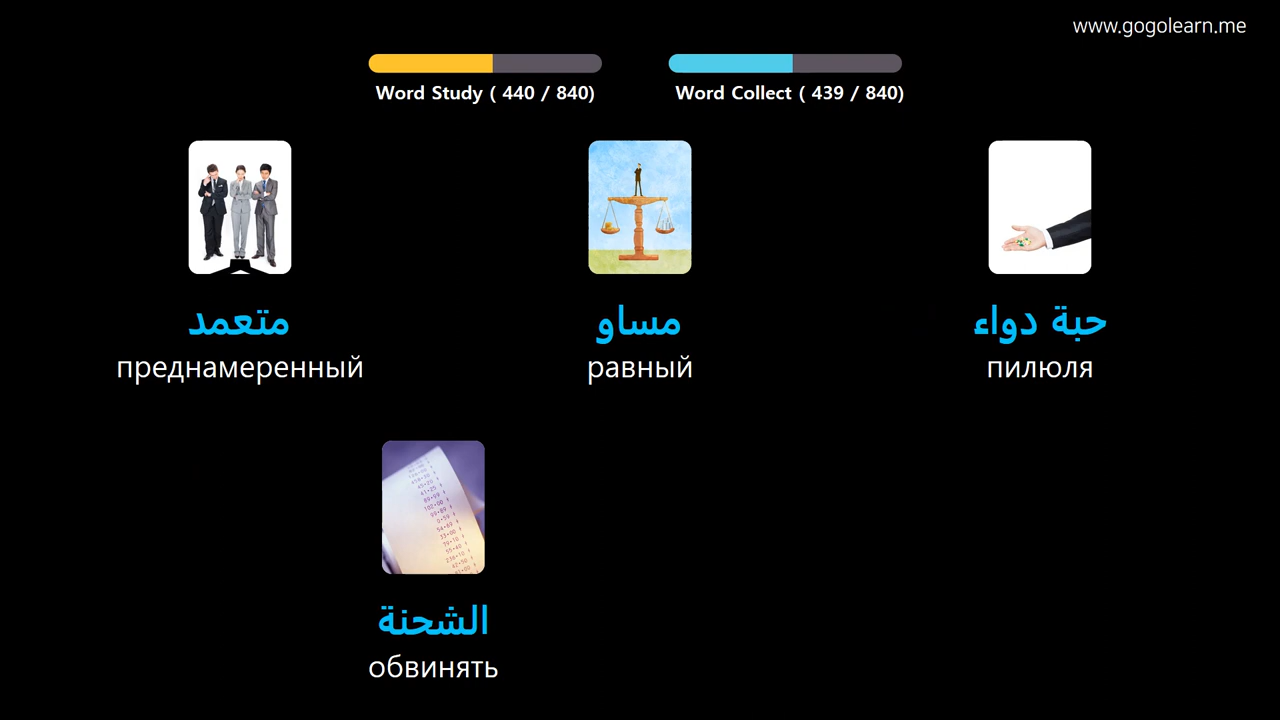 www.gogolearn.me
Word Study ( 440 / 840)
Word Collect ( 439 / 840)
متعمد
преднамеренный
مساو
равный
حبة دواء
пилюля
الشحنة
обвинять